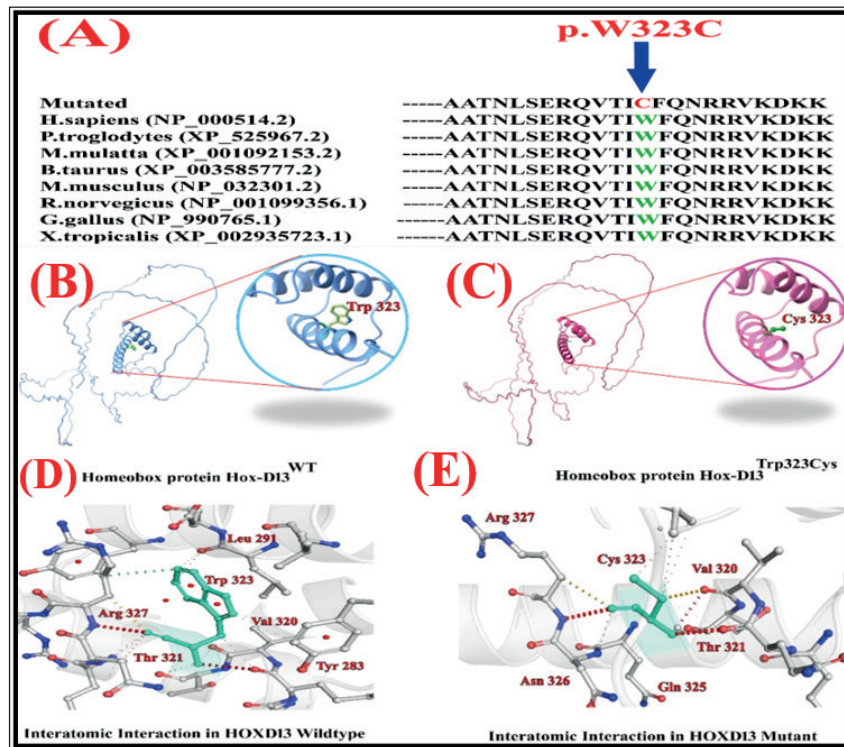 (A)
p.W323C
Mutated -----AATNLSERQVTICFQNRRVKDKK
H.sapiens (NP_000514.2) -----AATNLSERQVTIWFQNRRVKDKK
P.troglodytes (XP_525967.2) -----AATNLSERQVTIWFQNRRVKDKK
M.mulatta (XP_001092153.2) -----AATNLSERQVTIWFQNRRVKDKK
B.taurus (XP_003585777.2) -----AATNLSERQVTIWFQNRRVKDKK
M.musculus (NP_032301.2) -----AATNLSERQVTIWFQNRRVKDKK
R.norvegicus (NP_001099356.1) -----AATNLSERQVTIWFQNRRVKDKK
G.gallus (NP_990765.1) -----AATNLSERQVTIWFQNRRVKDKK
X.tropicalis (XP_002935723.1) -----AATNLSERQVTIWFQNRRVKDKK
(B)
Trp 323
(C)
Cys 323
Homeobox protein Hox-D13 WT
Homeobox protein Hox-D13 Trp323Cys
(D)
Leu 291
Trp 323
Arg 327
Val 320
Thr 321
Tyr 283
Interatomic Interaction in HOXD13 Wildtype
(E)
Arg 327
Cys 323
Val 320
Thr 321
Asn 326
Gln 325
Interatomic Interaction in HOXD13 Mutant